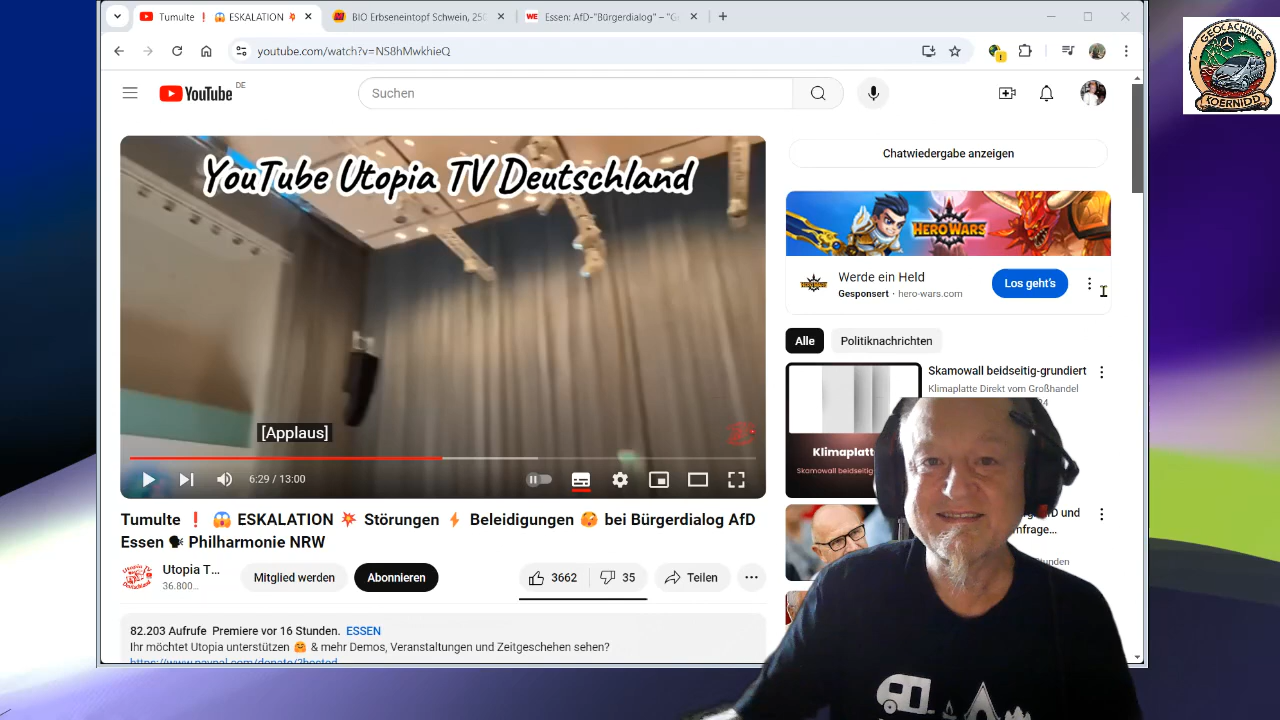 Tumulte ❗ 😱 ESKALATION 💥
BIO Erbseneintopf Schwein, 250
WE Essen: AfD-"Bürgerdialog" – "Ge
youtube.com/watch?v=NS8hMwkhieQ
GEOCACHING
KOERNIDD
YouTube DE
Suchen
YouTube Utopia TV Deutschland
[Applaus]
6:29 / 13:00
Chatwiedergabe anzeigen
HERO WARS
Werde ein Held
Gesponsert · hero-wars.com
Los geht's
Alle
Politiknachrichten
Skamowall beidseitig-grundiert
Klimaplatte Direkt vom Großhandel
Tumulte ❗ 😱 ESKALATION 💥 Störungen ⚡ Beleidigungen 🤬 bei Bürgerdialog AfD
Essen 🗣 Philharmonie NRW
Utopia T...
36.800...
Mitglied werden
Abonnieren
3662
35
Teilen
82.203 Aufrufe Premiere vor 16 Stunden. ESSEN
Ihr möchtet Utopia unterstützen 🤗 & mehr Demos, Veranstaltungen und Zeitgeschehen sehen?